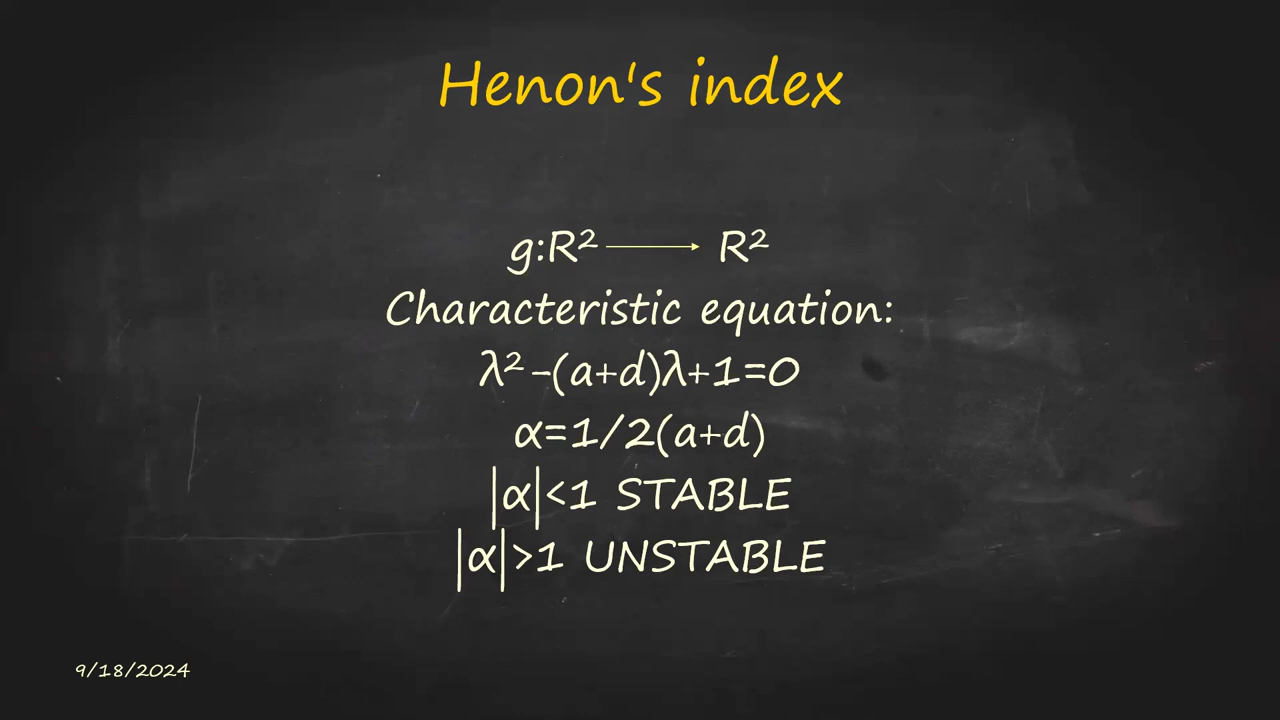 Henon's index
g:R² ⟶ R²
Characteristic equation:
λ²-(a+d)λ+1=0
α=1/2(a+d)
|α|<1 STABLE
|α|>1 UNSTABLE
9/18/2024